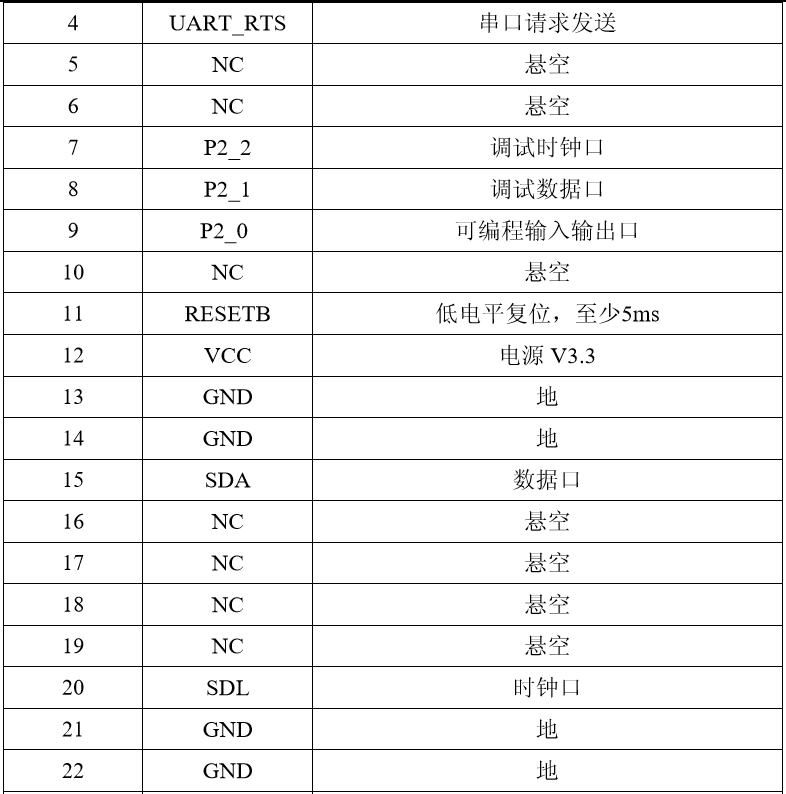 4 UART_RTS 串口请求发送
5 NC 悬空
6 NC 悬空
7 P2_2 调试时钟口
8 P2_1 调试数据口
9 P2_0 可编程输入输出口
10 NC 悬空
11 RESETB 低电平复位，至少5ms
12 VCC 电源 V3.3
13 GND 地
14 GND 地
15 SDA 数据口
16 NC 悬空
17 NC 悬空
18 NC 悬空
19 NC 悬空
20 SDL 时钟口
21 GND 地
22 GND 地